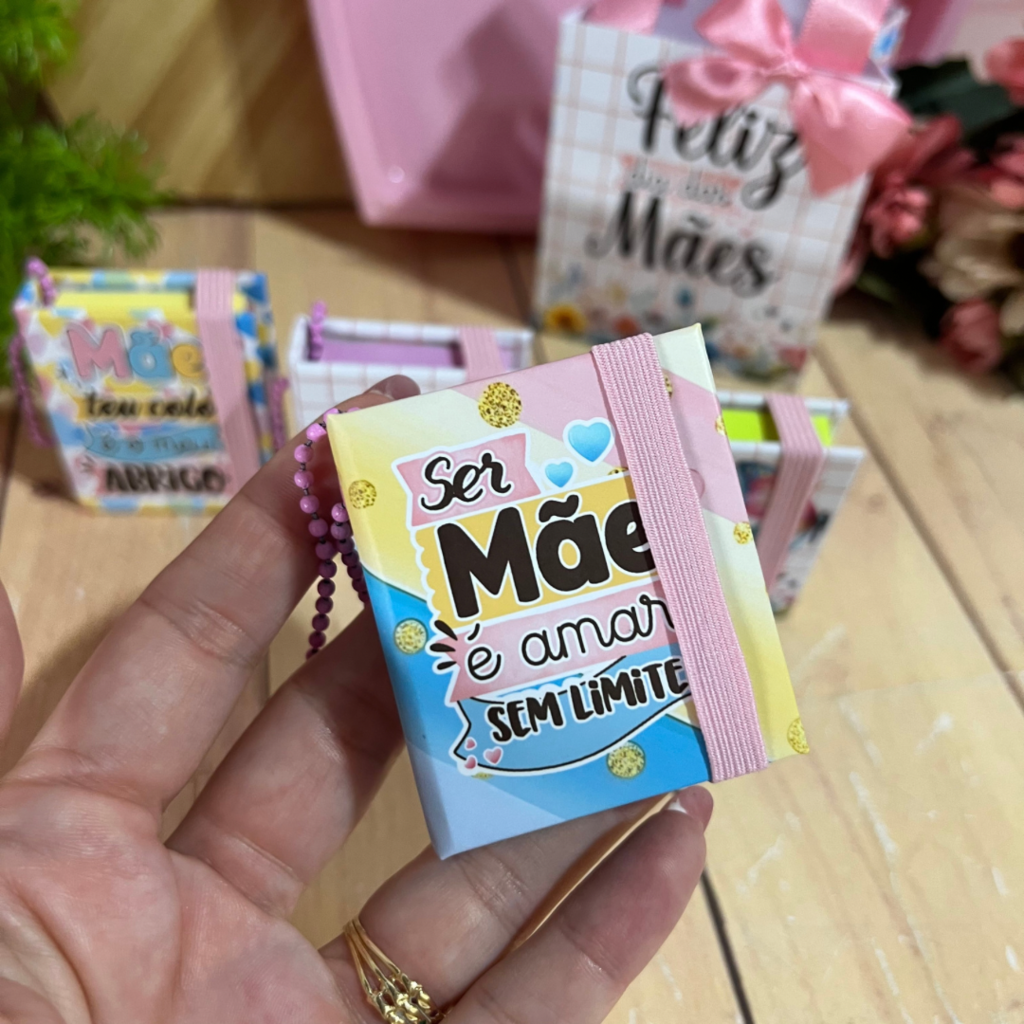 Feliz
Mães
Mãe
teu colo
é o meu
ABRIGO
Ser
Mãe
é amar
SEM LIMITE